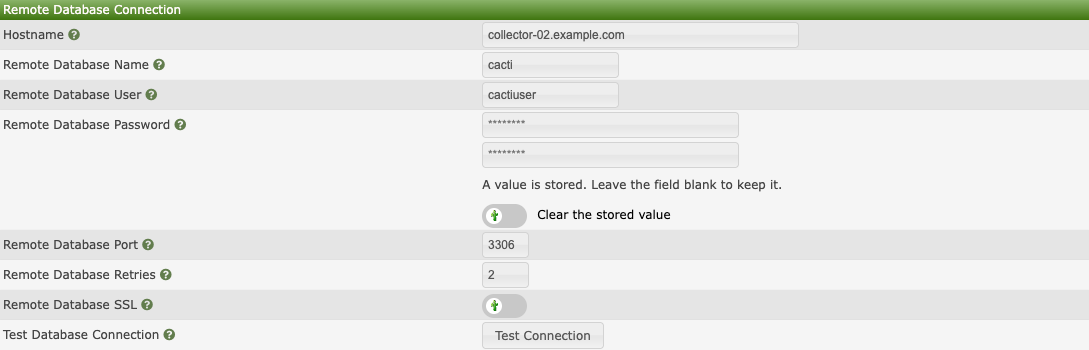 Remote Database Connection
Hostname ?
collector-02.example.com
Remote Database Name ?
cacti
Remote Database User ?
cactiuser
Remote Database Password ?
********
********
A value is stored. Leave the field blank to keep it.
Clear the stored value
Remote Database Port ?
3306
Remote Database Retries ?
2
Remote Database SSL ?
Test Database Connection ?
Test Connection